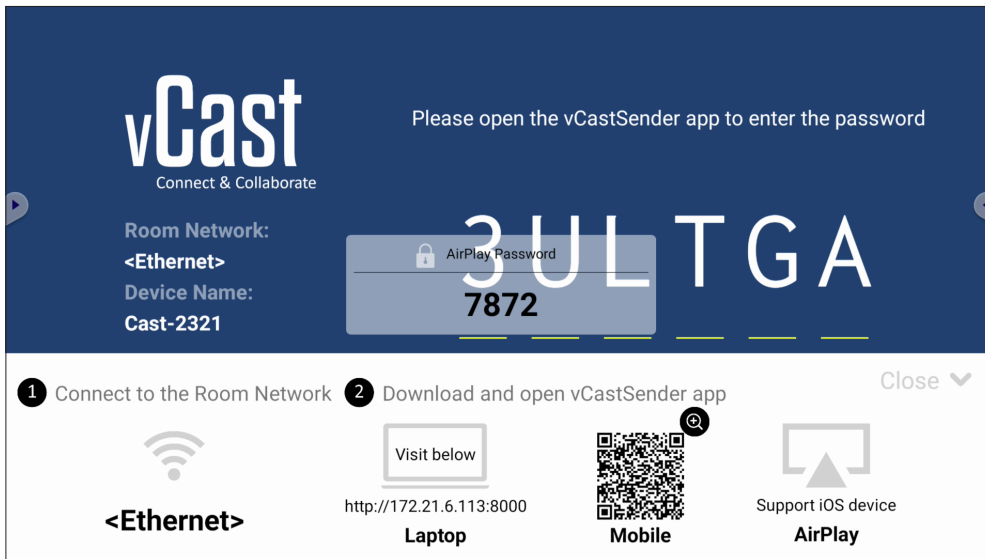 vCast
Connect & Collaborate
Please open the vCastSender app to enter the password
Room Network:
<Ethernet>
Device Name:
Cast-2321
3ULTGA
AirPlay Password
7872
1 Connect to the Room Network
2 Download and open vCastSender app
Close
<Ethernet>
Visit below
http://172.21.6.113:8000
Laptop
Mobile
Support iOS device
AirPlay